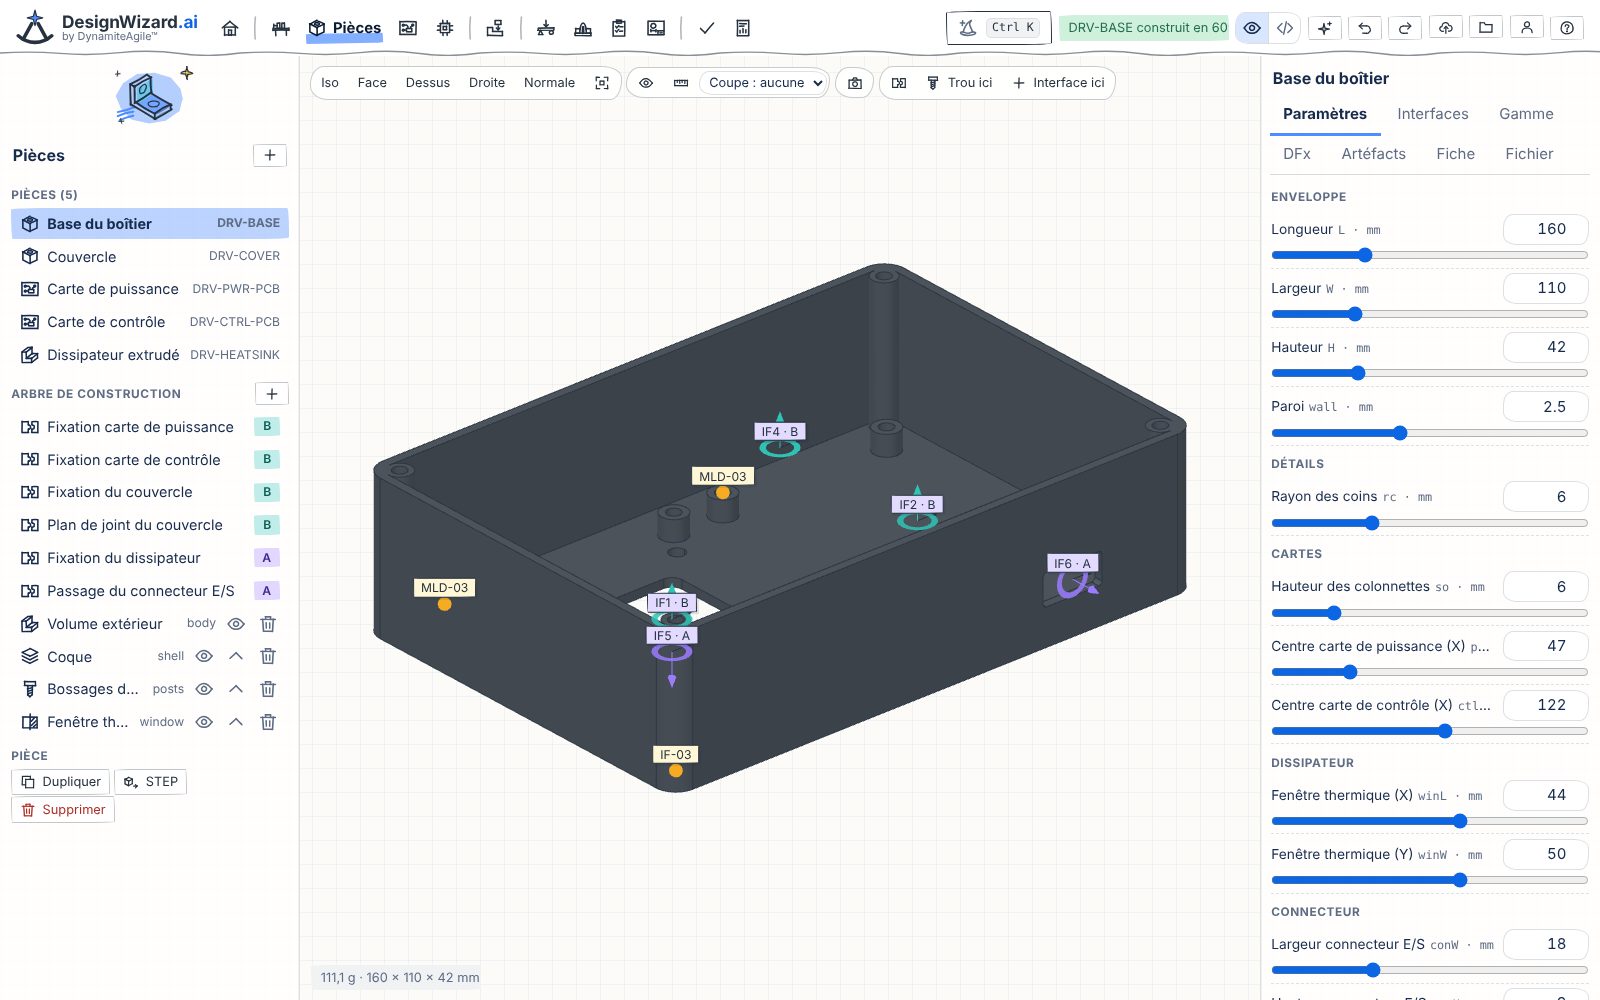 DesignWizard.ai
by DynamiteAgile™
Pièces
Ctrl K
DRV-BASE construit en 60
Iso
Face
Dessus
Droite
Normale
Coupe : aucune
Trou ici
Interface ici
Pièces
PIÈCES (5)
Base du boîtier DRV-BASE
Couvercle DRV-COVER
Carte de puissance DRV-PWR-PCB
Carte de contrôle DRV-CTRL-PCB
Dissipateur extrudé DRV-HEATSINK
ARBRE DE CONSTRUCTION
Fixation carte de puissance B
Fixation carte de contrôle B
Fixation du couvercle B
Plan de joint du couvercle B
Fixation du dissipateur A
Passage du connecteur E/S A
Volume extérieur body
Coque shell
Bossages d... posts
Fenêtre th... window
PIÈCE
Dupliquer
STEP
Supprimer
IF4 · B
MLD-03
IF2 · B
IF6 · A
MLD-03
IF1 · B
IF5 · A
IF-03
111,1 g · 160 × 110 × 42 mm
Base du boîtier
Paramètres
Interfaces
Gamme
DFx
Artéfacts
Fiche
Fichier
ENVELOPPE
Longueur L · mm 160
Largeur W · mm 110
Hauteur H · mm 42
Paroi wall · mm 2.5
DÉTAILS
Rayon des coins rc · mm 6
CARTES
Hauteur des colonnettes so · mm 6
Centre carte de puissance (X) p... 47
Centre carte de contrôle (X) ctl... 122
DISSIPATEUR
Fenêtre thermique (X) winL · mm 44
Fenêtre thermique (Y) winW · mm 50
CONNECTEUR
Largeur connecteur E/S conW · mm 18